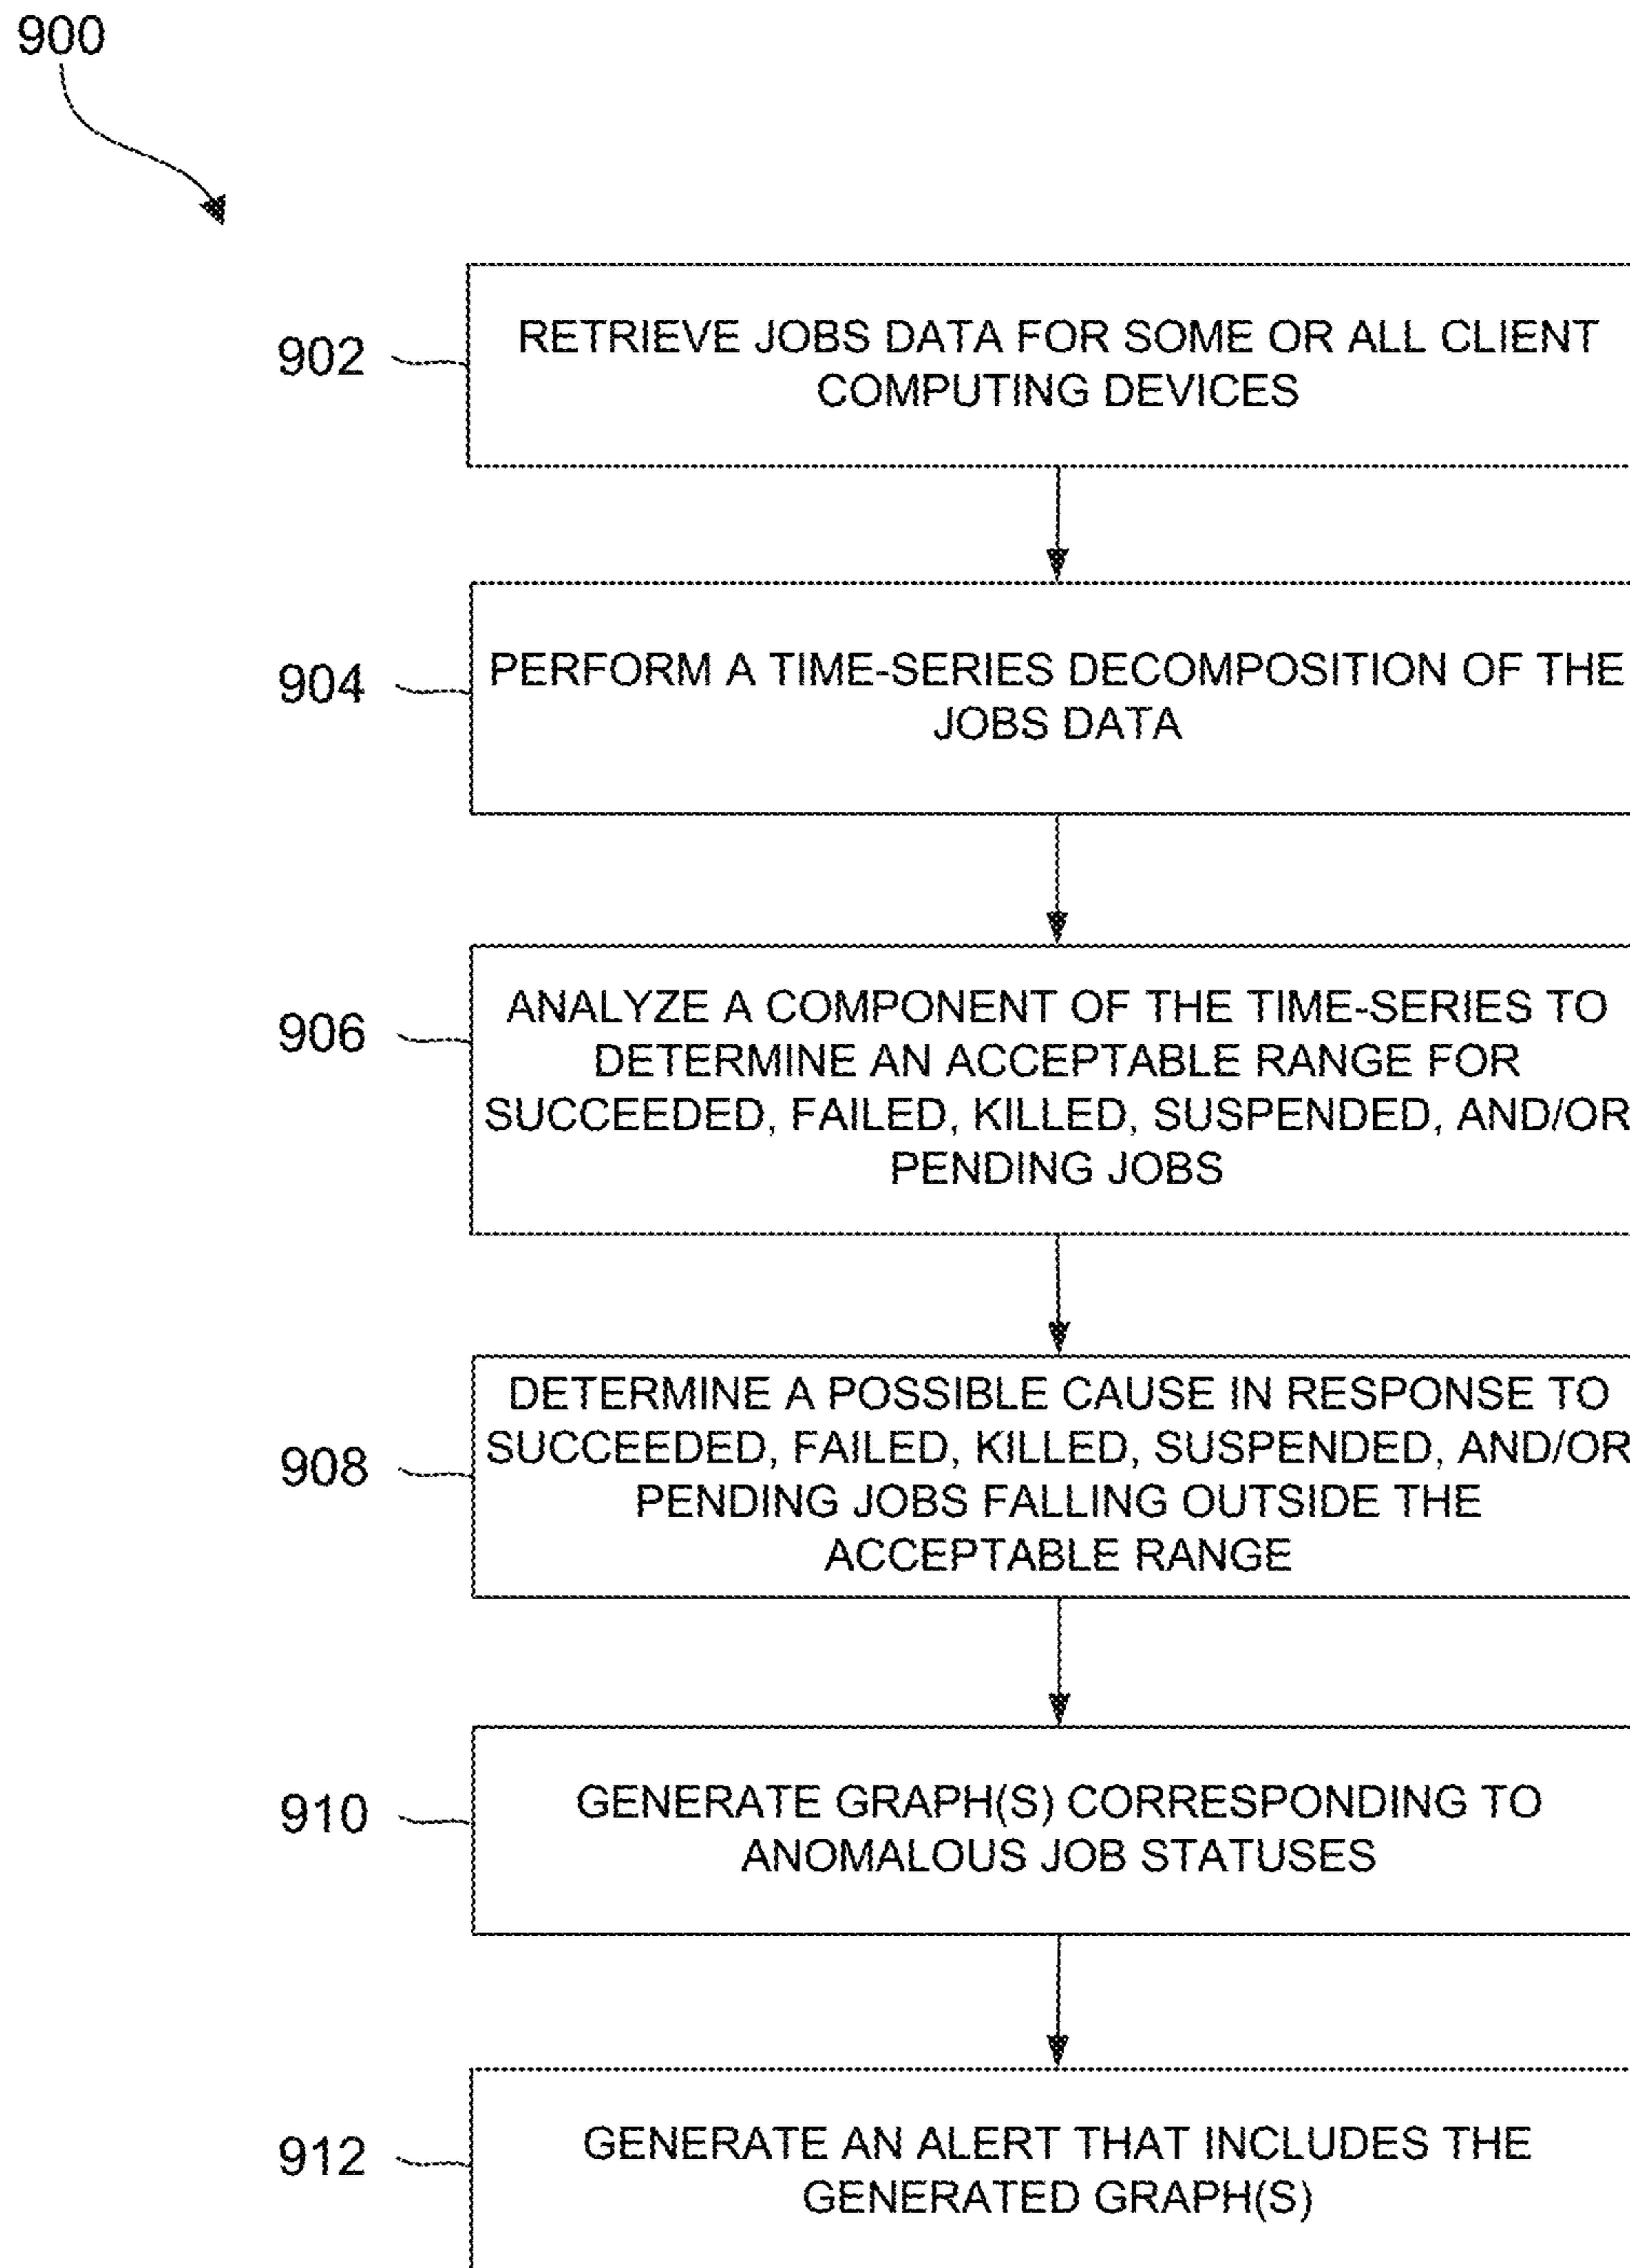 900
902
RETRIEVE JOBS DATA FOR SOME OR ALL CLIENT
COMPUTING DEVICES
904
PERFORM A TIME-SERIES DECOMPOSITION OF THE
JOBS DATA
906
ANALYZE A COMPONENT OF THE TIME-SERIES TO
DETERMINE AN ACCEPTABLE RANGE FOR
SUCCEEDED, FAILED, KILLED, SUSPENDED, AND/OR
PENDING JOBS
908
DETERMINE A POSSIBLE CAUSE IN RESPONSE TO
SUCCEEDED, FAILED, KILLED, SUSPENDED, AND/OR
PENDING JOBS FALLING OUTSIDE THE
ACCEPTABLE RANGE
910
GENERATE GRAPH(S) CORRESPONDING TO
ANOMALOUS JOB STATUSES
912
GENERATE AN ALERT THAT INCLUDES THE
GENERATED GRAPH(S)